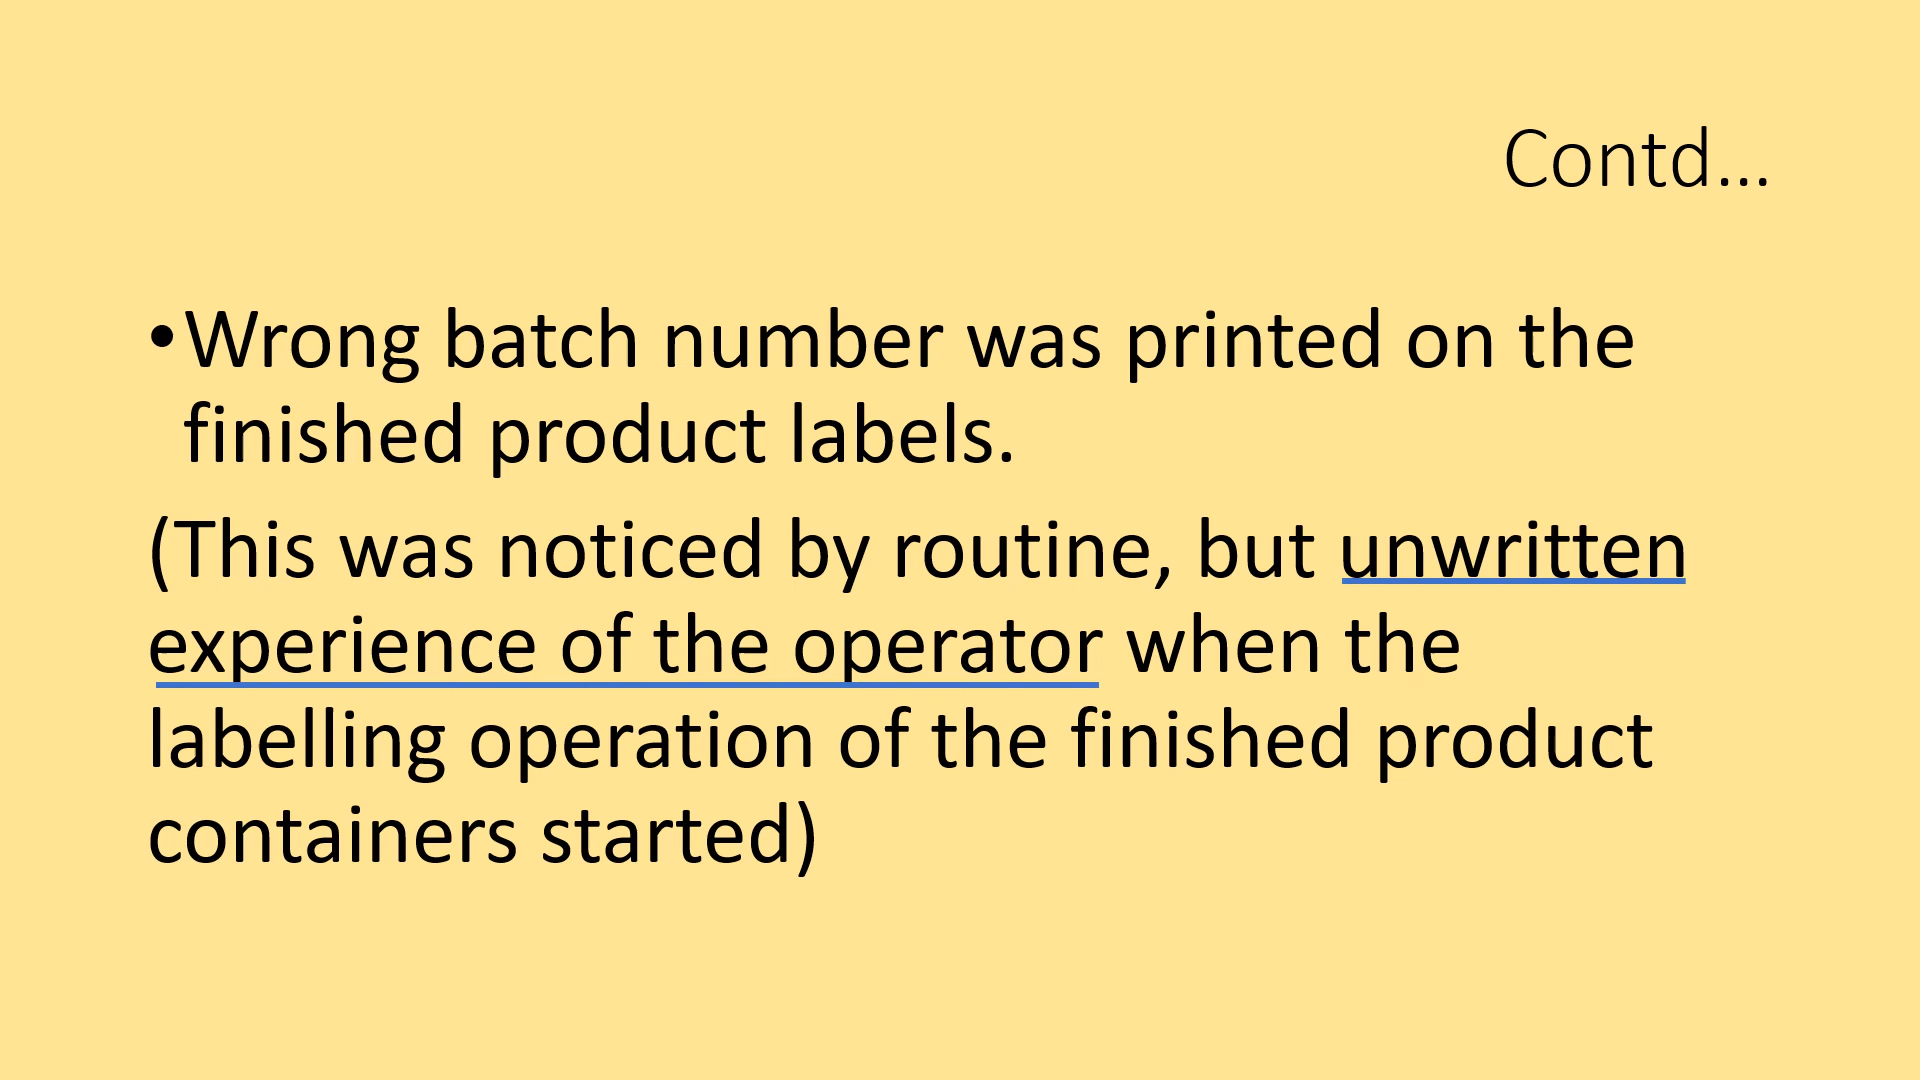 Contd…
•Wrong batch number was printed on the
finished product labels.
(This was noticed by routine, but unwritten
experience of the operator when the
labelling operation of the finished product
containers started)